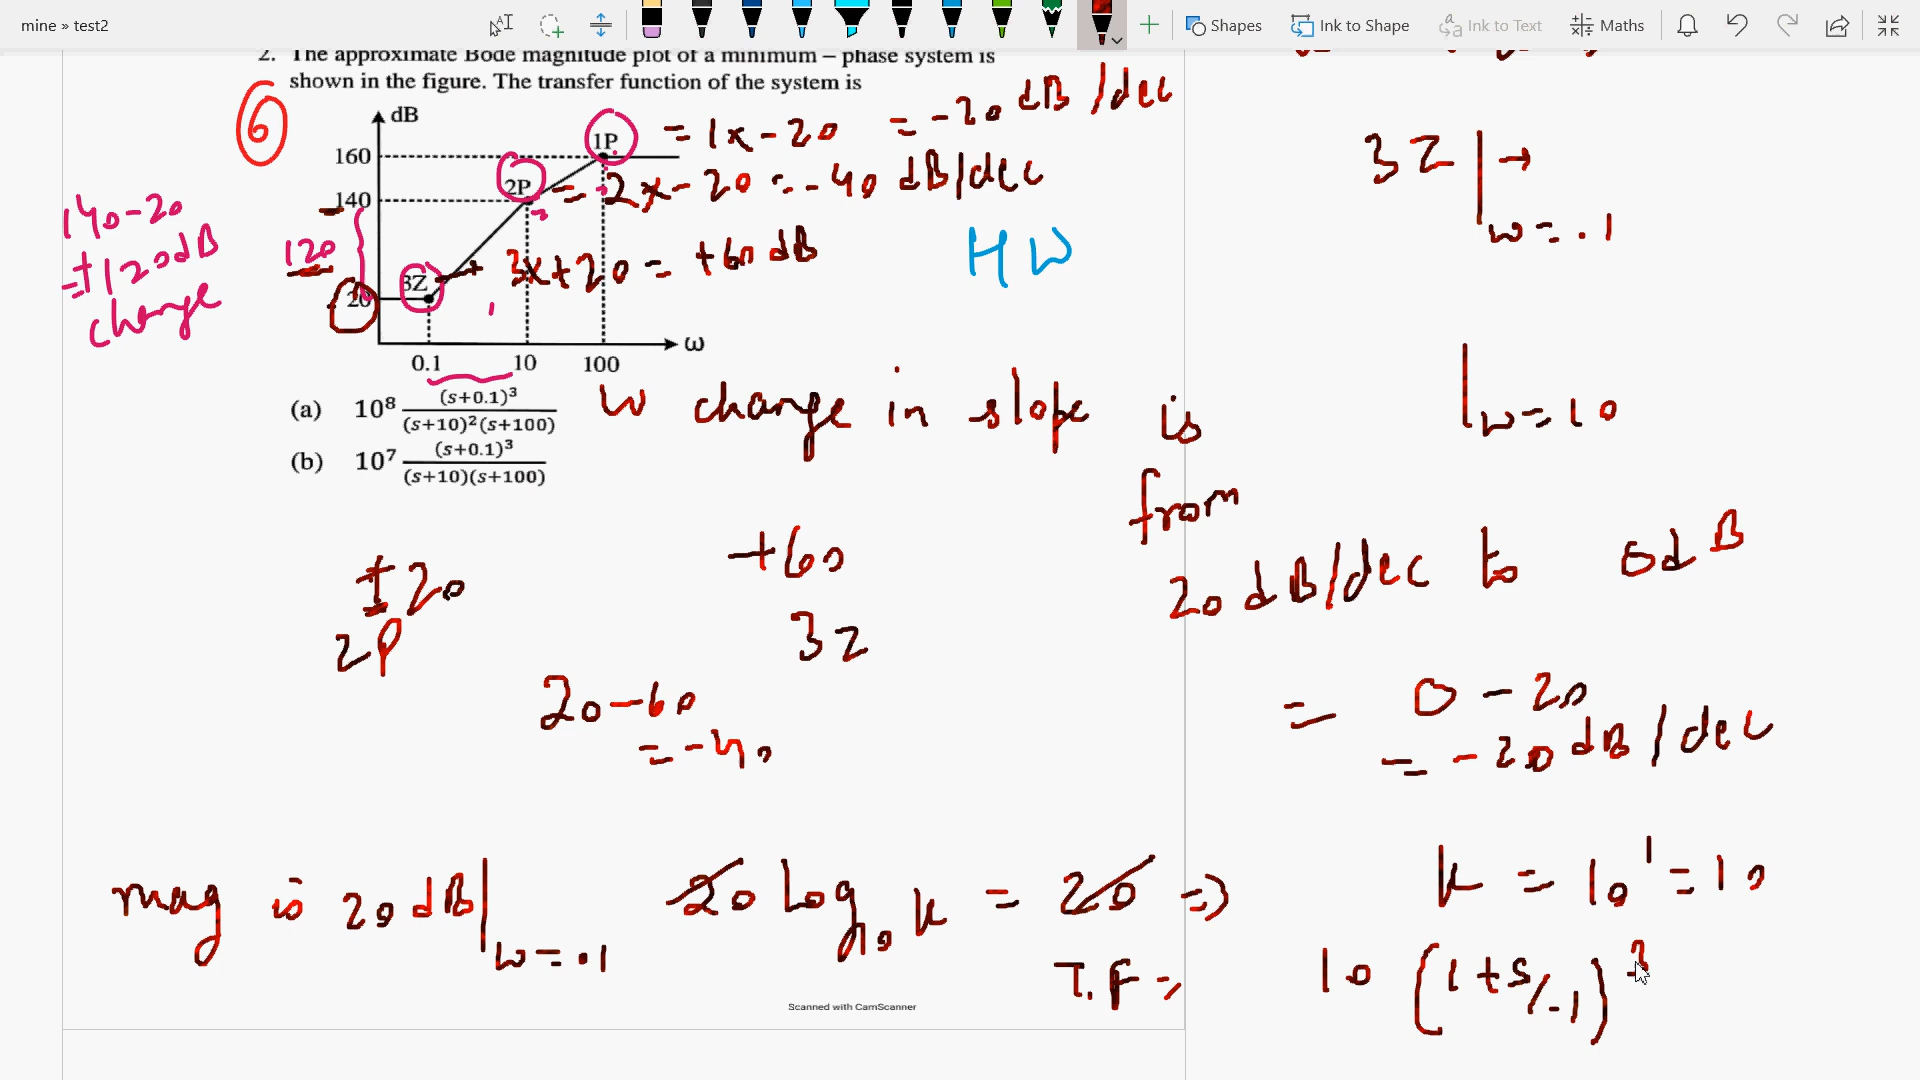 mine » test2
Shapes
Ink to Shape
Ink to Text
Maths
2. The approximate Bode magnitude plot of a minimum – phase system is
shown in the figure. The transfer function of the system is
6
dB
160
140
20
1P
2P
3Z
0.1 10 100
ω
= 1x-20 = -20 dB/dec
= 2x-20 = -40 dB/dec
3x+20 = +60 dB
HW
140-20
=+120dB
change
120
(a) 10⁸ (s+0.1)³/(s+10)²(s+100)
(b) 10⁷ (s+0.1)³/(s+10)(s+100)
W change in slope is
from
20 dB/dec to 0dB
= 0 - 20
= -20 dB/dec
3Z | →
w = .1
w = 10
±20
2P
+60
3Z
20-60
= -40
mag is 20 dB | w = .1
20 log₁₀ k = 20 ⇒
k = 10¹ = 10
T.F = 10 (1+s/.1)³
Scanned with CamScanner